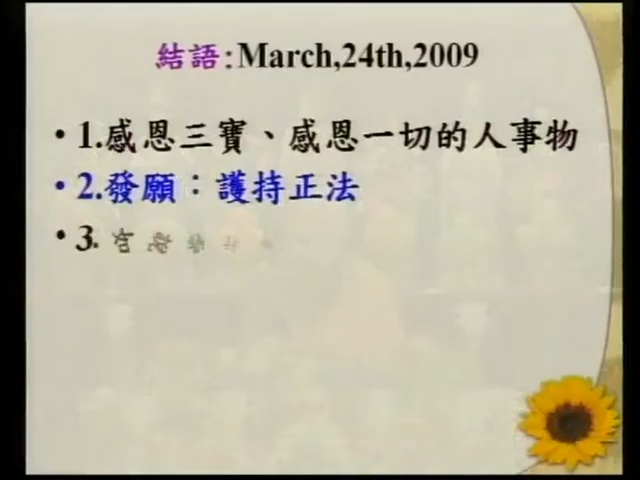 結語:March,24th,2009
• 1.感恩三寶、感恩一切的人事物
• 2.發願：護持正法
• 3.